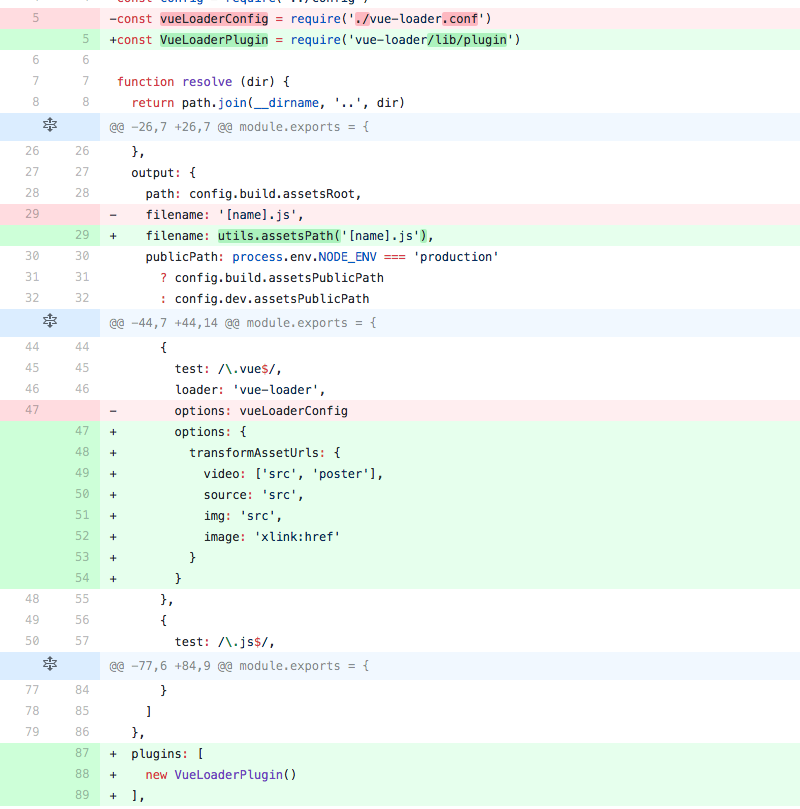 const config = require('../config')
5 -const vueLoaderConfig = require('./vue-loader.conf')
5 +const VueLoaderPlugin = require('vue-loader/lib/plugin')
6 6
7 7 function resolve (dir) {
8 8 return path.join(__dirname, '..', dir)
@@ -26,7 +26,7 @@ module.exports = {
26 26 },
27 27 output: {
28 28 path: config.build.assetsRoot,
29 - filename: '[name].js',
29 + filename: utils.assetsPath('[name].js'),
30 30 publicPath: process.env.NODE_ENV === 'production'
31 31 ? config.build.assetsPublicPath
32 32 : config.dev.assetsPublicPath
@@ -44,7 +44,14 @@ module.exports = {
44 44 {
45 45 test: /\.vue$/,
46 46 loader: 'vue-loader',
47 - options: vueLoaderConfig
47 + options: {
48 + transformAssetUrls: {
49 + video: ['src', 'poster'],
50 + source: 'src',
51 + img: 'src',
52 + image: 'xlink:href'
53 + }
54 + }
48 55 },
49 56 {
50 57 test: /\.js$/,
@@ -77,6 +84,9 @@ module.exports = {
77 84 }
78 85 ]
79 86 },
87 + plugins: [
88 + new VueLoaderPlugin()
89 + ],